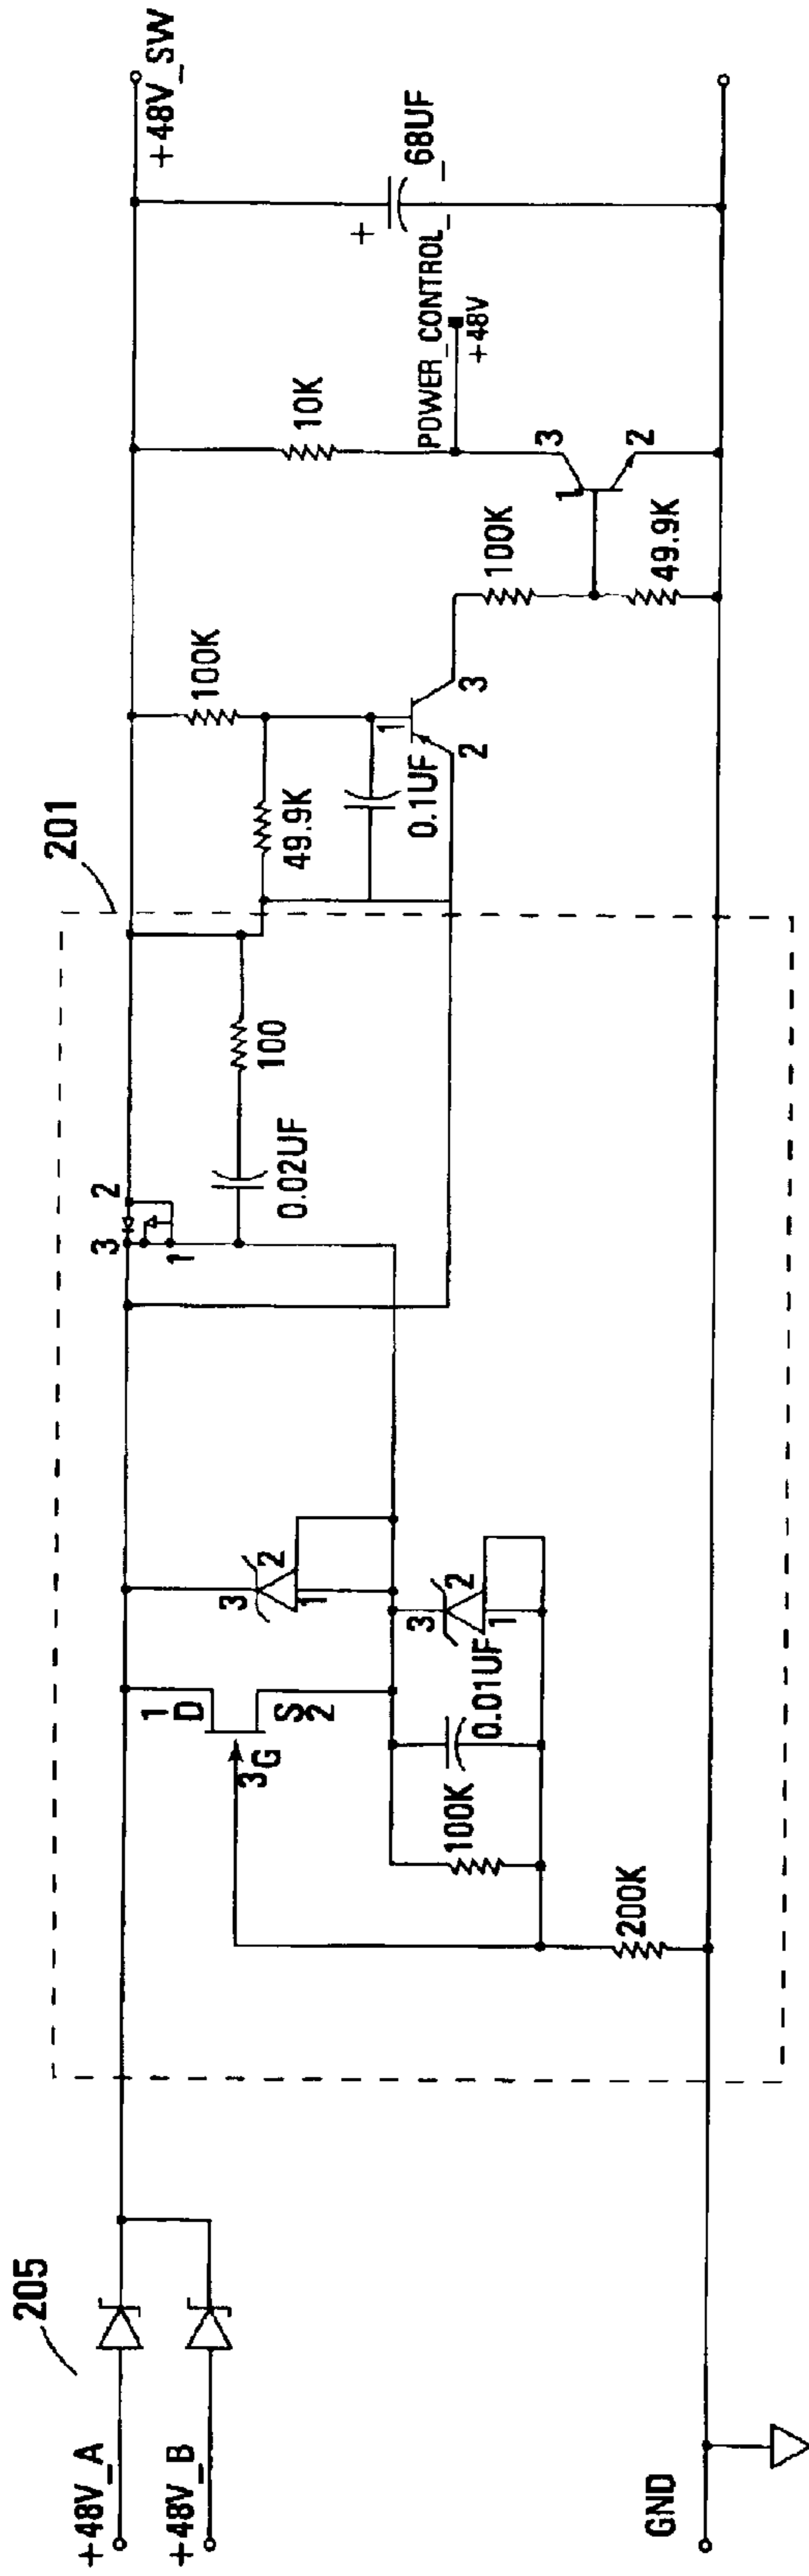 205
+48V_A
+48V_B
GND
201
1
D
S
2
3
G
3
2
1
100K
0.01UF
3
2
1
200K
3
2
1
0.02UF
100
49.9K
100K
0.1UF
1
2
3
100K
49.9K
10K
1
3
2
POWER_CONTROL_
+48V
+
68UF
+48V_SW